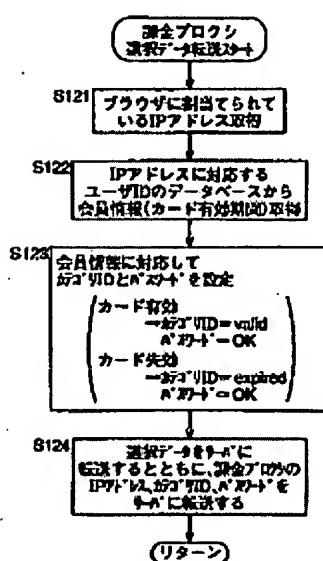 課金プロクシ
選択データ転送スタート
S121
ブラウザに割当てられて
いるIPアドレス取得
S122
IPアドレスに対応する
ユーザIDのデータベースから
会員情報(カード有効期間)取得
S123
会員情報に対応して
カテゴリIDとパスワードを設定
カード有効
→カテゴリID=valid
パスワード=OK
カード失効
→カテゴリID=expired
パスワード=OK
S124
選択データをサーバに
転送するとともに、課金プロクシの
IPアドレス、カテゴリID、パスワードを
サーバに転送する
リターン